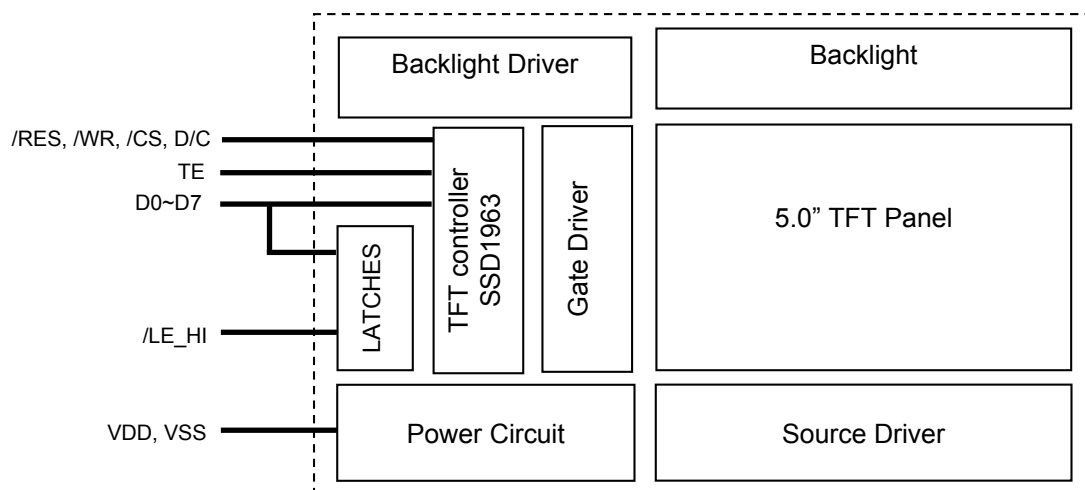 Backlight Driver
Backlight
/RES, /WR, /CS, D/C
TE
D0~D7
/LE_HI
VDD, VSS
LATCHES
TFT controller
SSD1963
Gate Driver
5.0” TFT Panel
Power Circuit
Source Driver